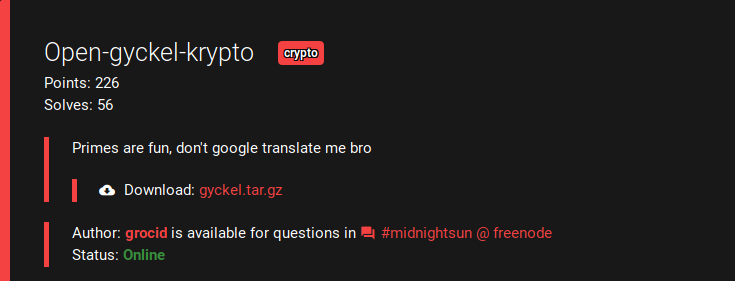 Open-gyckel-krypto crypto
Points: 226
Solves: 56
Primes are fun, don't google translate me bro
Download: gyckel.tar.gz
Author: grocid is available for questions in #midnightsun @ freenode
Status: Online